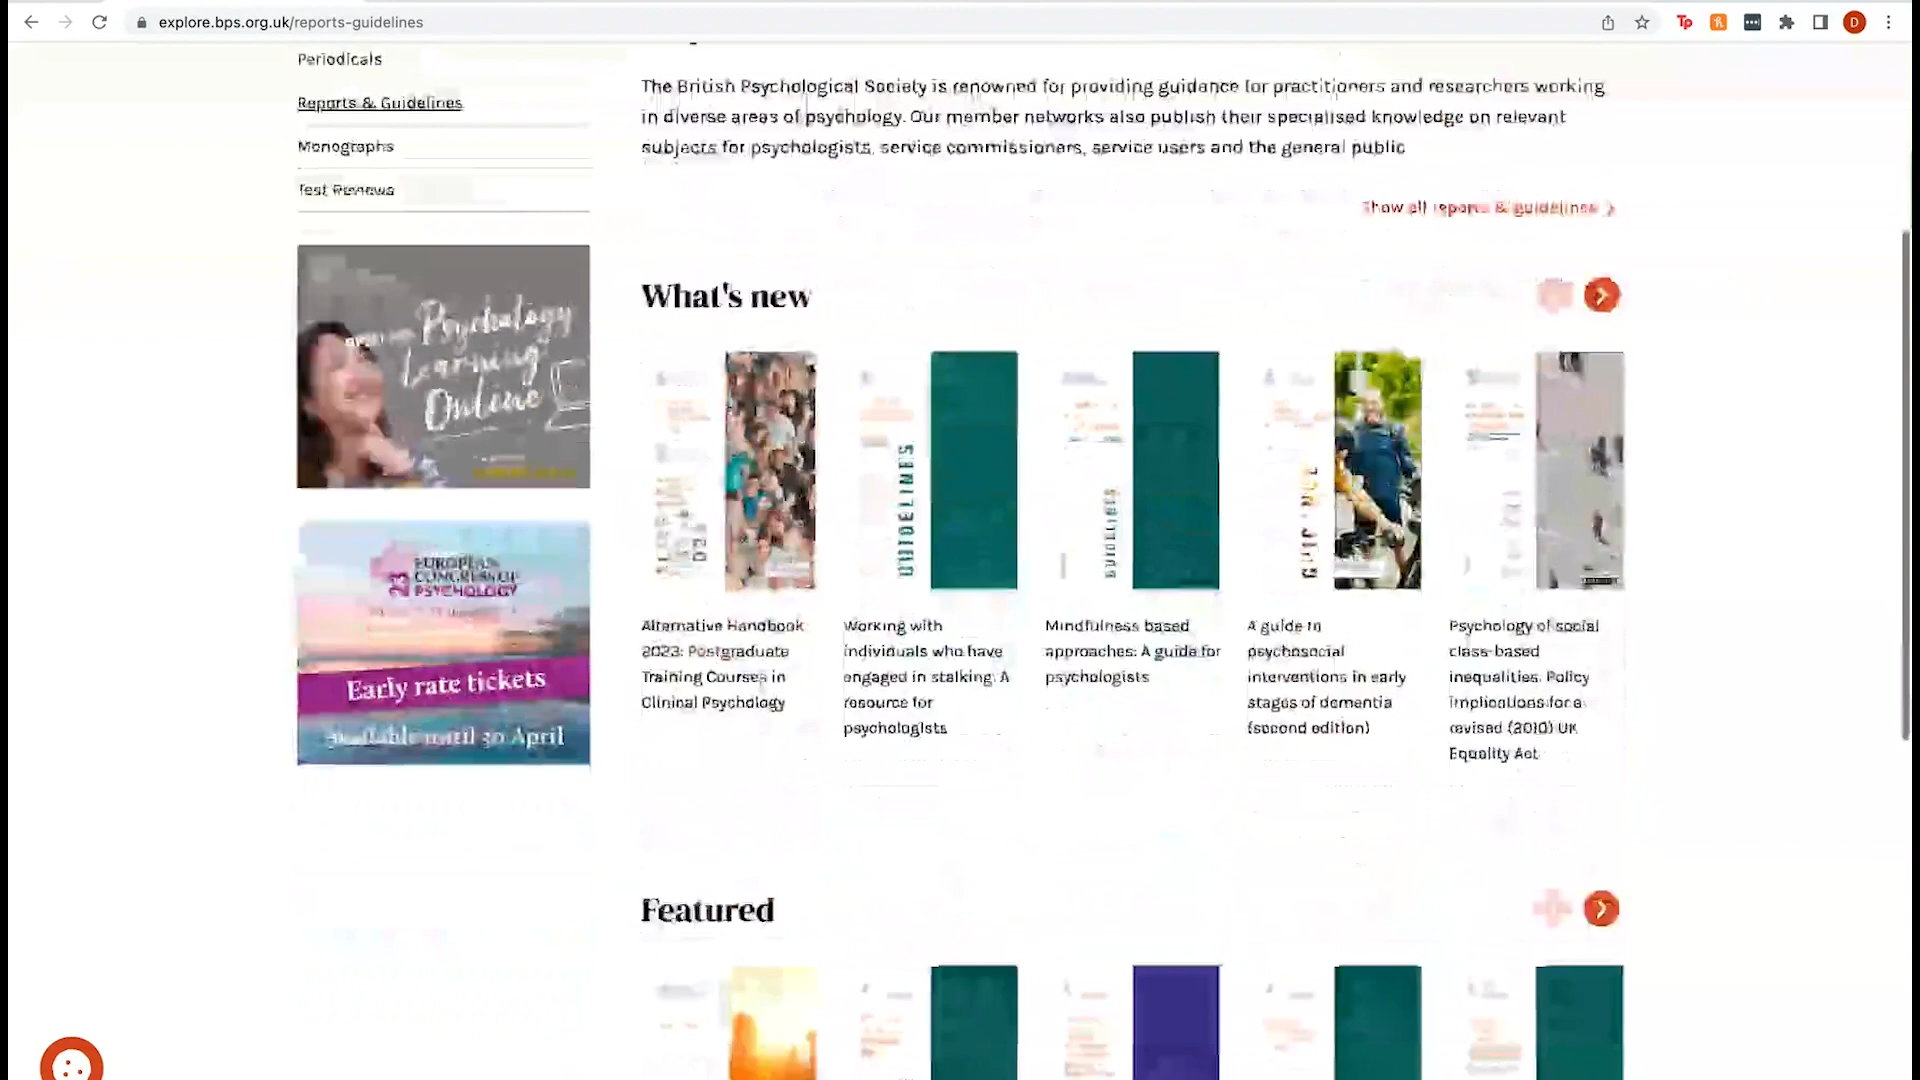 explore.bps.org.uk/reports-guidelines
Tp
D
Periodicals
Reports & Guidelines
Monographs
Test Reviews
The British Psychological Society is renowned for providing guidance for practitioners and researchers working
in diverse areas of psychology. Our member networks also publish their specialised knowledge on relevant
subjects for psychologists, service commissioners, service users and the general public
Show all reports & guidelines
Psychology
Learning
Online
EUROPEAN
CONGRESS OF
PSYCHOLOGY
Early rate tickets
available until 30 April
What's new
GUIDELINES
GUIDELINES
Alternative Handbook
2023: Postgraduate
Training Courses in
Clinical Psychology
Working with
individuals who have
engaged in stalking. A
resource for
psychologists
Mindfulness based
approaches: A guide for
psychologists
A guide to
psychosocial
interventions in early
stages of dementia
(second edition)
Psychology of social
class-based
inequalities. Policy
implications for a
revised (2010) UK
Equality Act
Featured